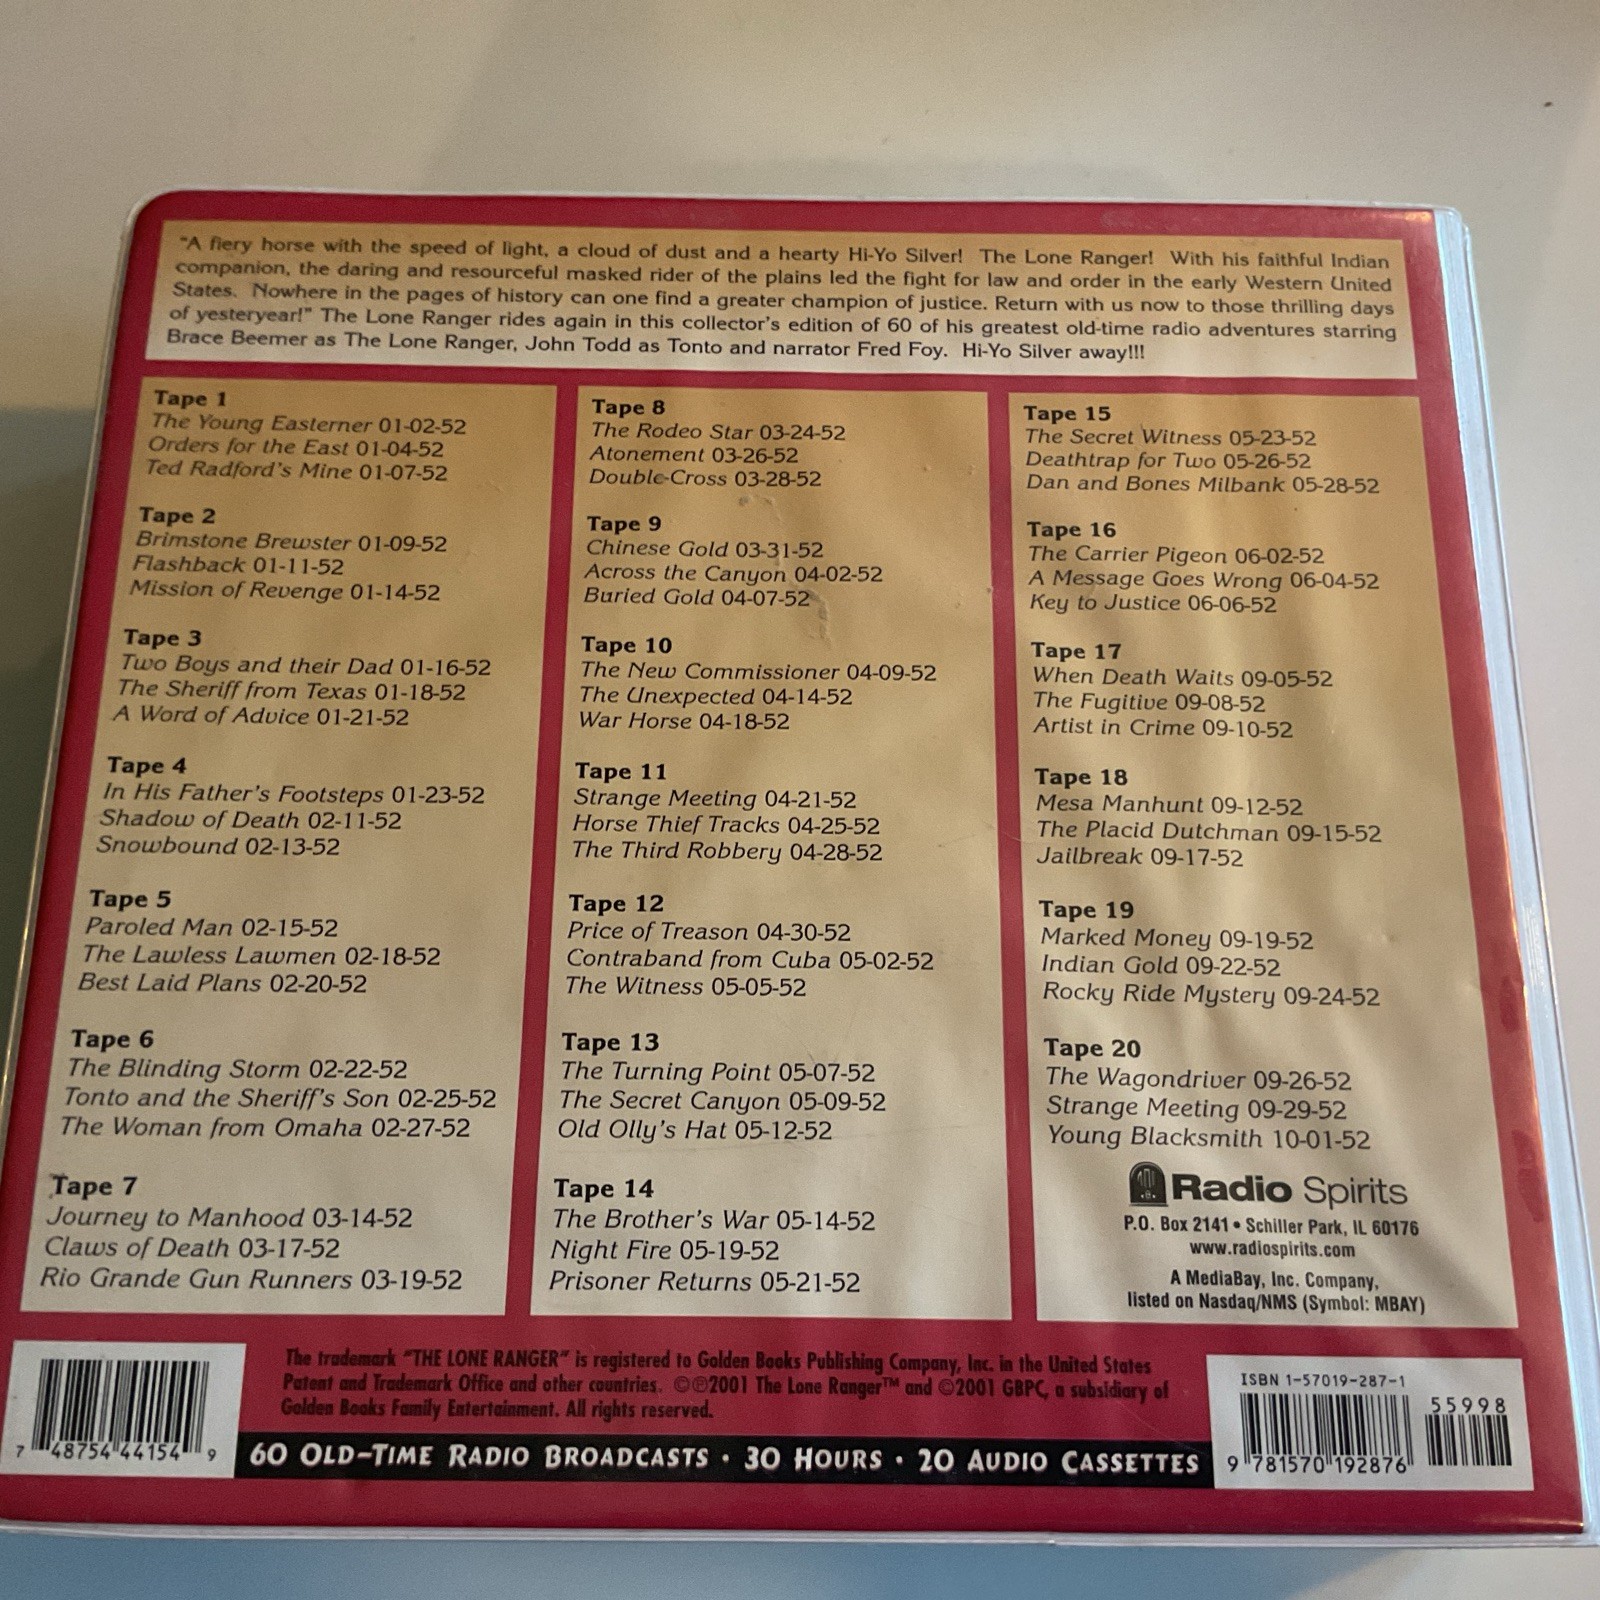 "A fiery horse with the speed of light, a cloud of dust and a hearty Hi-Yo Silver! The Lone Ranger! With his faithful Indian
companion, the daring and resourceful masked rider of the plains led the fight for law and order in the early Western United
States. Nowhere in the pages of history can one find a greater champion of justice. Return with us now to those thrilling days
of yesteryear!" The Lone Ranger rides again in this collector's edition of 60 of his greatest old-time radio adventures starring
Brace Beemer as The Lone Ranger, John Todd as Tonto and narrator Fred Foy. Hi-Yo Silver away!!!
Tape 1
The Young Easterner 01-02-52
Orders for the East 01-04-52
Ted Radford's Mine 01-07-52
Tape 2
Brimstone Brewster 01-09-52
Flashback 01-11-52
Mission of Revenge 01-14-52
Tape 3
Two Boys and their Dad 01-16-52
The Sheriff from Texas 01-18-52
A Word of Advice 01-21-52
Tape 4
In His Father's Footsteps 01-23-52
Shadow of Death 02-11-52
Snowbound 02-13-52
Tape 5
Paroled Man 02-15-52
The Lawless Lawmen 02-18-52
Best Laid Plans 02-20-52
Tape 6
The Blinding Storm 02-22-52
Tonto and the Sheriff's Son 02-25-52
The Woman from Omaha 02-27-52
Tape 7
Journey to Manhood 03-14-52
Claws of Death 03-17-52
Rio Grande Gun Runners 03-19-52
Tape 8
The Rodeo Star 03-24-52
Atonement 03-26-52
Double-Cross 03-28-52
Tape 9
Chinese Gold 03-31-52
Across the Canyon 04-02-52
Buried Gold 04-07-52
Tape 10
The New Commissioner 04-09-52
The Unexpected 04-14-52
War Horse 04-18-52
Tape 11
Strange Meeting 04-21-52
Horse Thief Tracks 04-25-52
The Third Robbery 04-28-52
Tape 12
Price of Treason 04-30-52
Contraband from Cuba 05-02-52
The Witness 05-05-52
Tape 13
The Turning Point 05-07-52
The Secret Canyon 05-09-52
Old Olly's Hat 05-12-52
Tape 14
The Brother's War 05-14-52
Night Fire 05-19-52
Prisoner Returns 05-21-52
Tape 15
The Secret Witness 05-23-52
Deathtrap for Two 05-26-52
Dan and Bones Milbank 05-28-52
Tape 16
The Carrier Pigeon 06-02-52
A Message Goes Wrong 06-04-52
Key to Justice 06-06-52
Tape 17
When Death Waits 09-05-52
The Fugitive 09-08-52
Artist in Crime 09-10-52
Tape 18
Mesa Manhunt 09-12-52
The Placid Dutchman 09-15-52
Jailbreak 09-17-52
Tape 19
Marked Money 09-19-52
Indian Gold 09-22-52
Rocky Ride Mystery 09-24-52
Tape 20
The Wagondriver 09-26-52
Strange Meeting 09-29-52
Young Blacksmith 10-01-52
Radio Spirits
P.O. Box 2141 • Schiller Park, IL 60176
www.radiospirits.com
A MediaBay, Inc. Company,
listed on Nasdaq/NMS (Symbol: MBAY)
The trademark "THE LONE RANGER" is registered to Golden Books Publishing Company, Inc. in the United States
Patent and Trademark Office and other countries. ©℗2001 The Lone Ranger™ and ©2001 GBPC, a subsidiary of
Golden Books Family Entertainment. All rights reserved.
60 OLD-TIME RADIO BROADCASTS • 30 HOURS • 20 AUDIO CASSETTES
7 48754 44154 9
ISBN 1-57019-287-1
55998
9 781570 192876